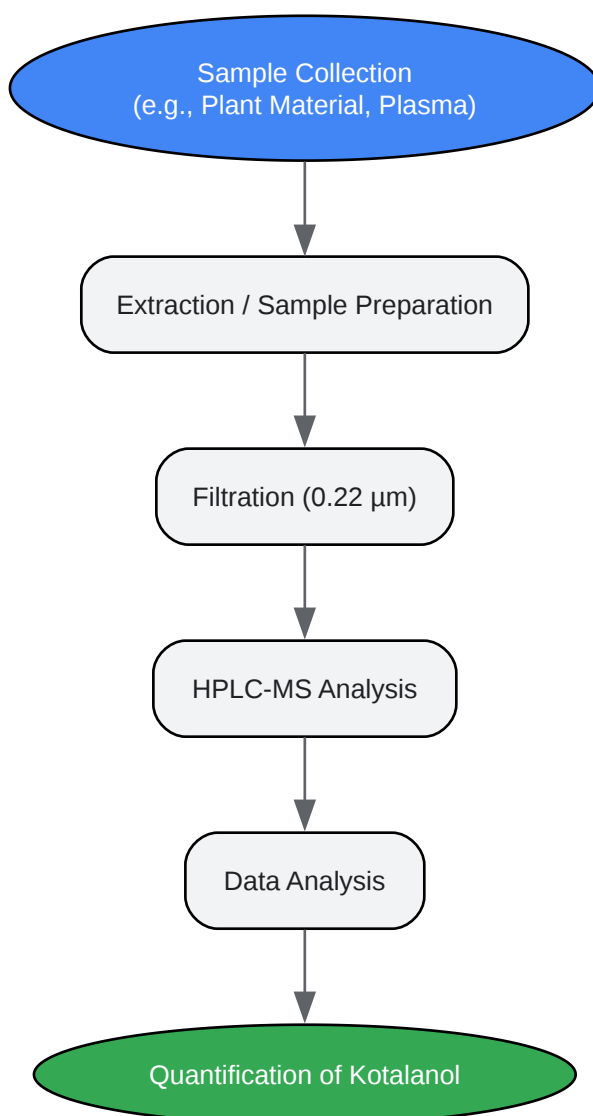 Sample Collection
(e.g., Plant Material, Plasma)
Extraction / Sample Preparation
Filtration (0.22 µm)
HPLC-MS Analysis
Data Analysis
Quantification of Kotalanol